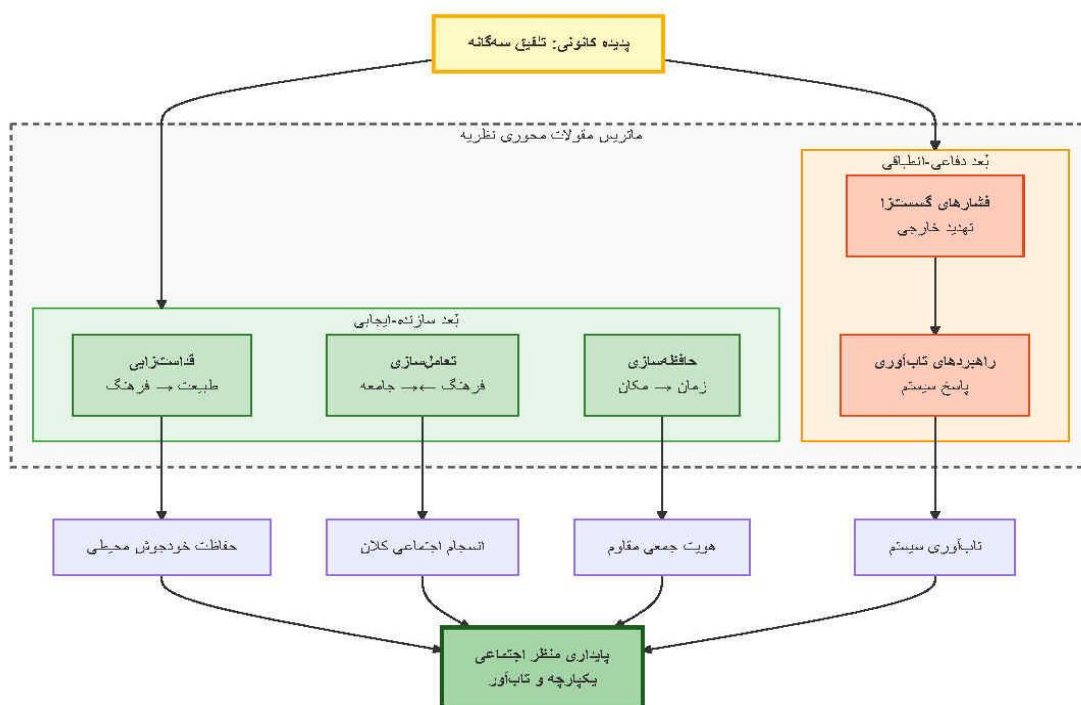 پدیده کانونی: تلفیق سه‌گانه
ماتریس مقولات محوری نظریه
بُعد دفاعی-انطباقی
فشارهای گسست‌زا
تهدید خارجی
راهبردهای تاب‌آوری
پاسخ سیستم
بُعد سازنده-ایجابی
حافظه‌سازی
زمان → مکان
تعامل‌سازی
فرهنگ ←→ جامعه
قداست‌زایی
طبیعت → فرهنگ
تاب‌آوری سیستم
هویت جمعی مقاوم
انسجام اجتماعی کلان
حفاظت خودجوش محیطی
پایداری منظر اجتماعی
یکپارچه و تاب‌آور